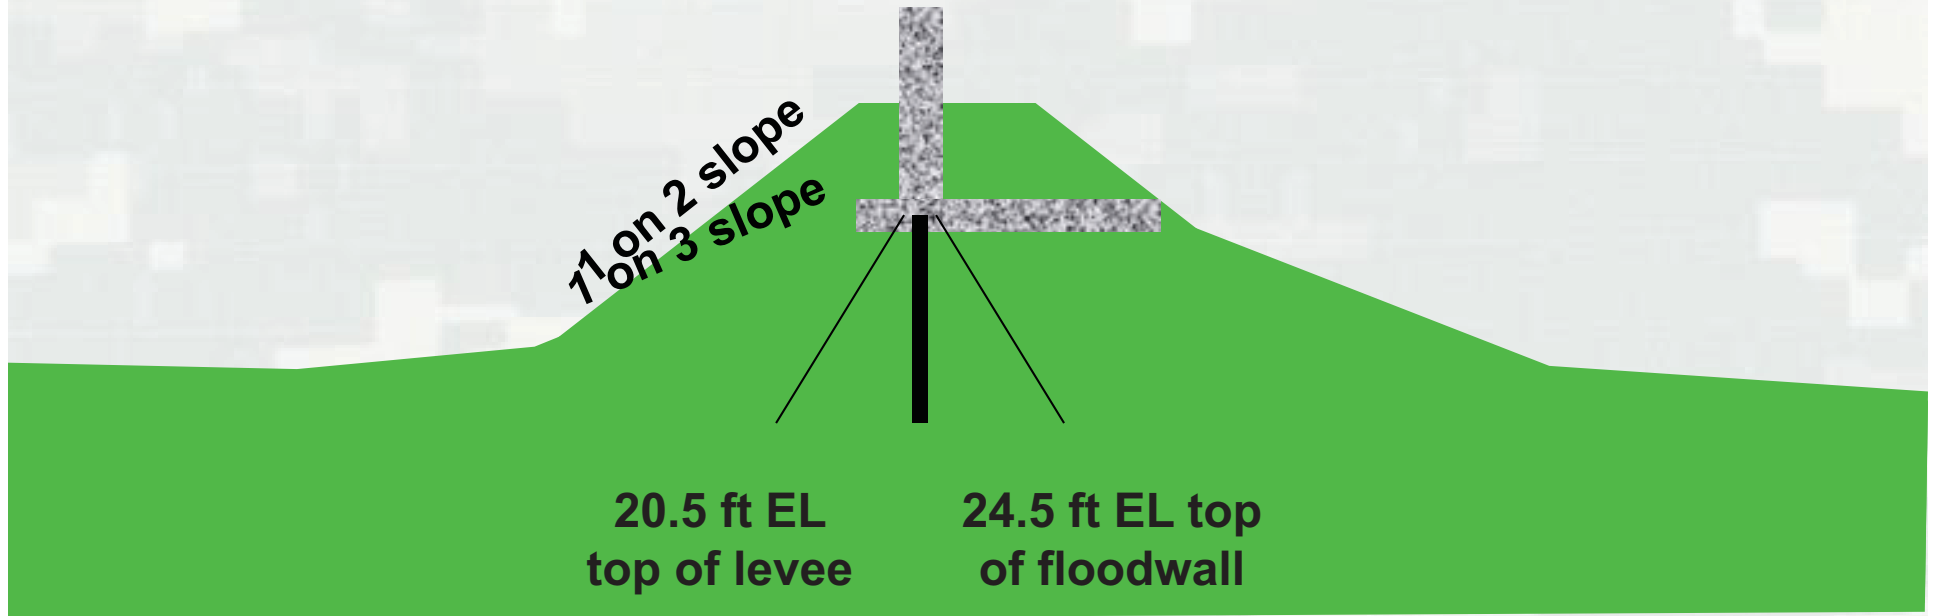 1 on 2 slope
1 on 3 slope
20.5 ft EL
top of levee
24.5 ft EL top
of floodwall